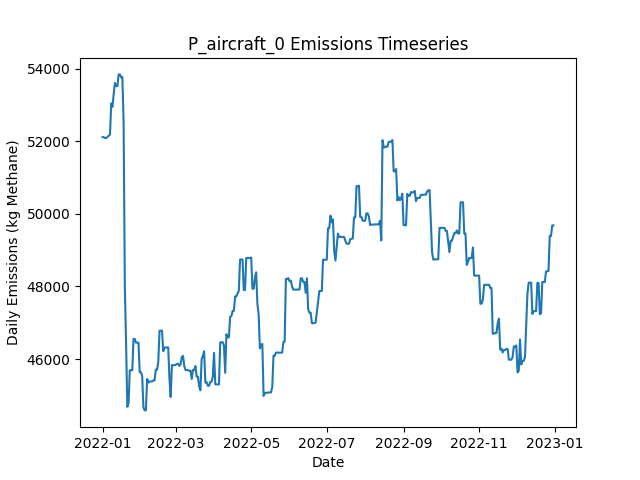 P_aircraft_0 Emissions Timeseries
Daily Emissions (kg Methane)
54000
52000
50000
48000
46000
2022-01 2022-03 2022-05 2022-07 2022-09 2022-11 2023-01
Date